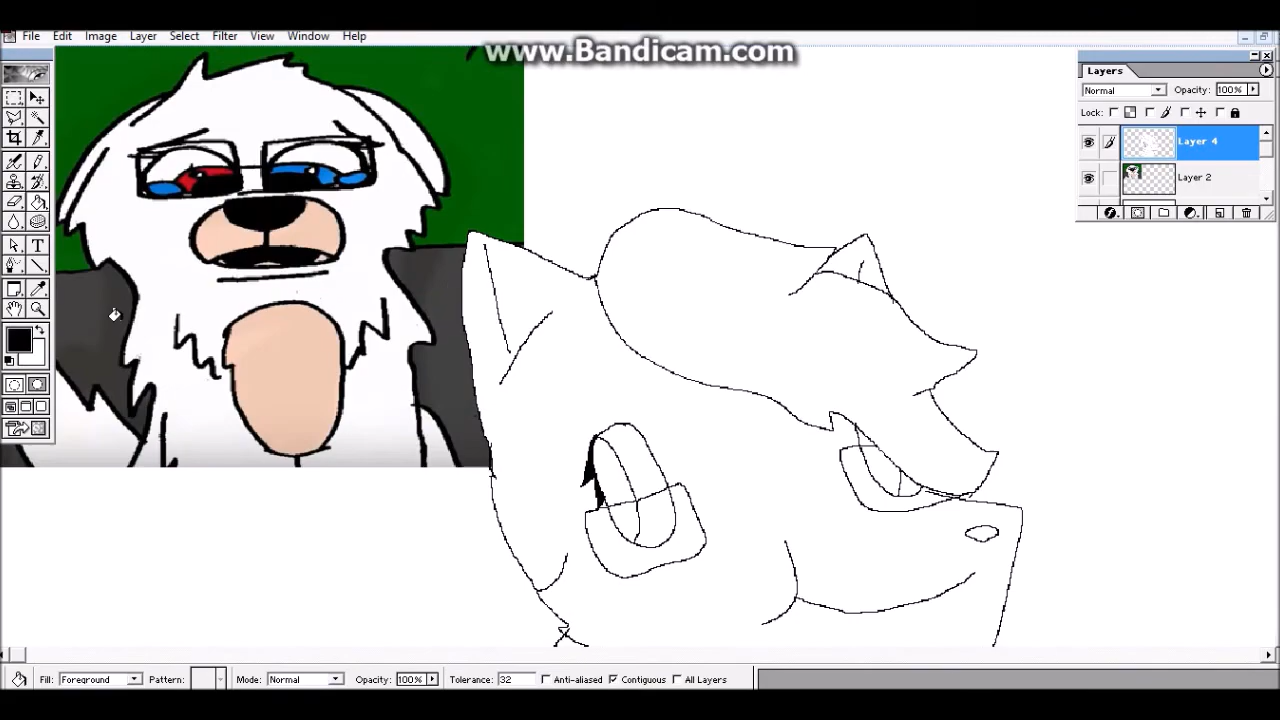 www.Bandicam.com
File Edit Image Layer Select Filter View Window Help
Layers
Normal Opacity: 100%
Lock:
Layer 4
Layer 2
Fill: Foreground Pattern: Mode: Normal Opacity: 100% Tolerance: 32 Anti-aliased Contiguous All Layers